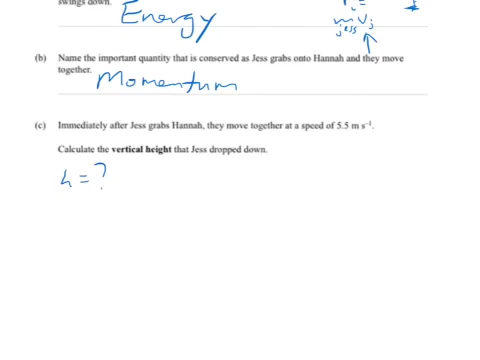 swings down.
Energy
m jess Vj
(b) Name the important quantity that is conserved as Jess grabs onto Hannah and they move
together.
Momentum
(c) Immediately after Jess grabs Hannah, they move together at a speed of 5.5 m s⁻¹.
Calculate the vertical height that Jess dropped down.
h = ?